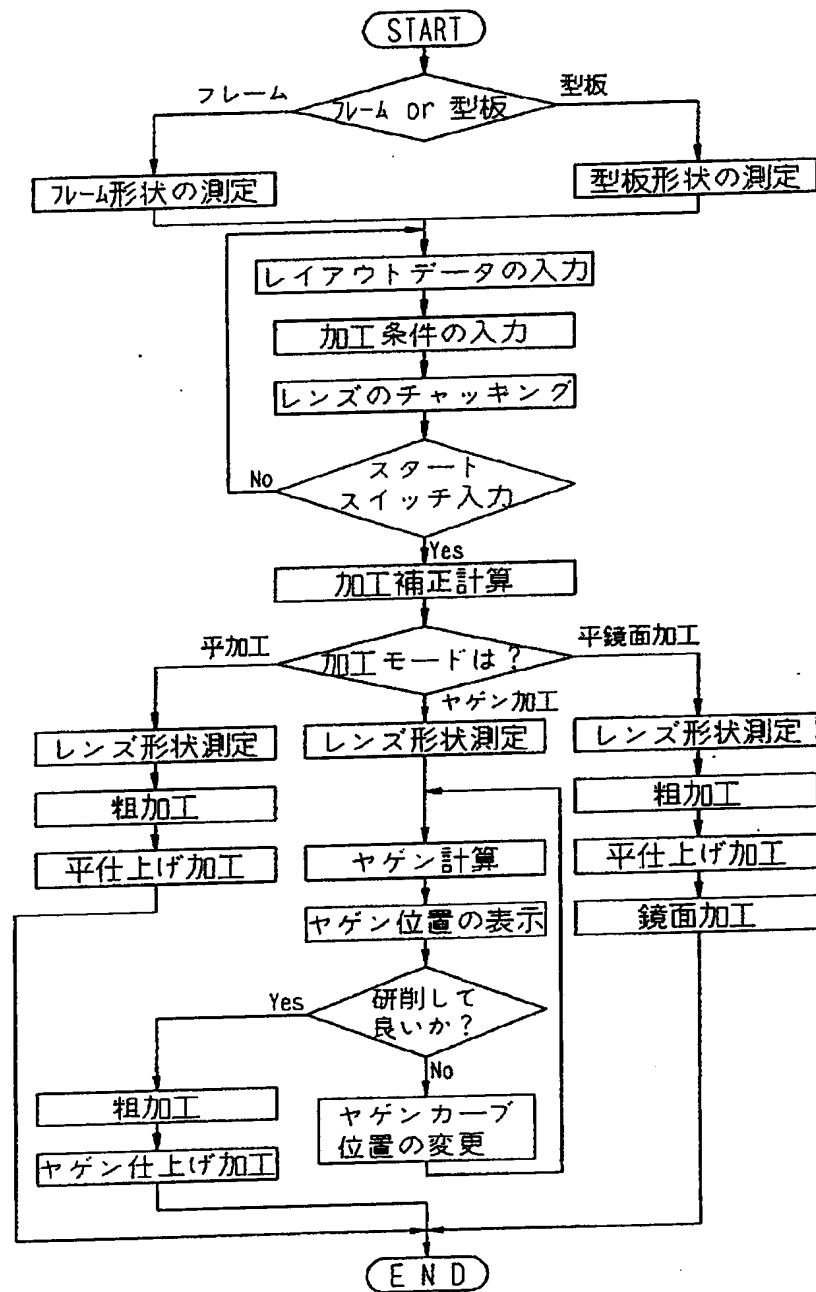 START
フレーム
フレーム or 型板
型板
フレーム形状の測定
型板形状の測定
レイアウトデータの入力
加工条件の入力
レンズのチャッキング
スタート
スイッチ入力
No
Yes
加工補正計算
平加工
加工モードは?
平鏡面加工
ヤゲン加工
レンズ形状測定
レンズ形状測定
レンズ形状測定
粗加工
粗加工
平仕上げ加工
ヤゲン計算
平仕上げ加工
ヤゲン位置の表示
鏡面加工
Yes
研削して
良いか?
No
粗加工
ヤゲンカーブ
位置の変更
ヤゲン仕上げ加工
END